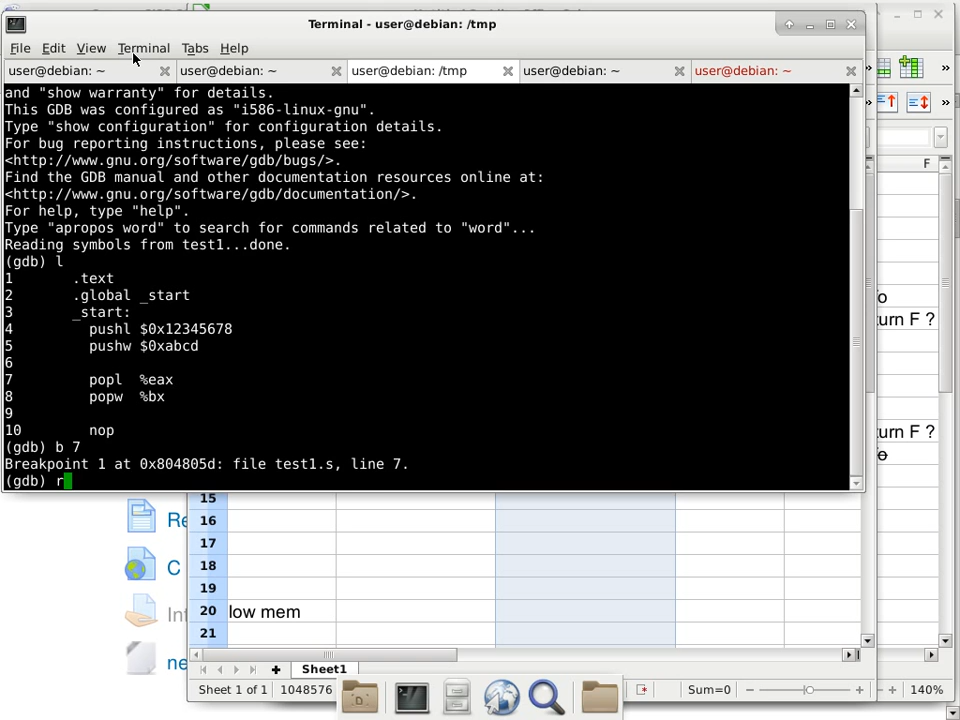 Terminal - user@debian: /tmp
File Edit View Terminal Tabs Help
user@debian: ~
user@debian: ~
user@debian: /tmp
user@debian: ~
user@debian: ~
and "show warranty" for details.
This GDB was configured as "i586-linux-gnu".
Type "show configuration" for configuration details.
For bug reporting instructions, please see:
<http://www.gnu.org/software/gdb/bugs/>.
Find the GDB manual and other documentation resources online at:
<http://www.gnu.org/software/gdb/documentation/>.
For help, type "help".
Type "apropos word" to search for commands related to "word"...
Reading symbols from test1...done.
(gdb) l
1 .text
2 .global _start
3 _start:
4 pushl $0x12345678
5 pushw $0xabcd
6
7 popl %eax
8 popw %bx
9
10 nop
(gdb) b 7
Breakpoint 1 at 0x804805d: file test1.s, line 7.
(gdb) r
F
urn F ?
urn F ?
Re
C
Int
ne
15
16
17
18
19
20 low mem
21
Sheet1
Sheet 1 of 1
1048576
Sum=0
140%